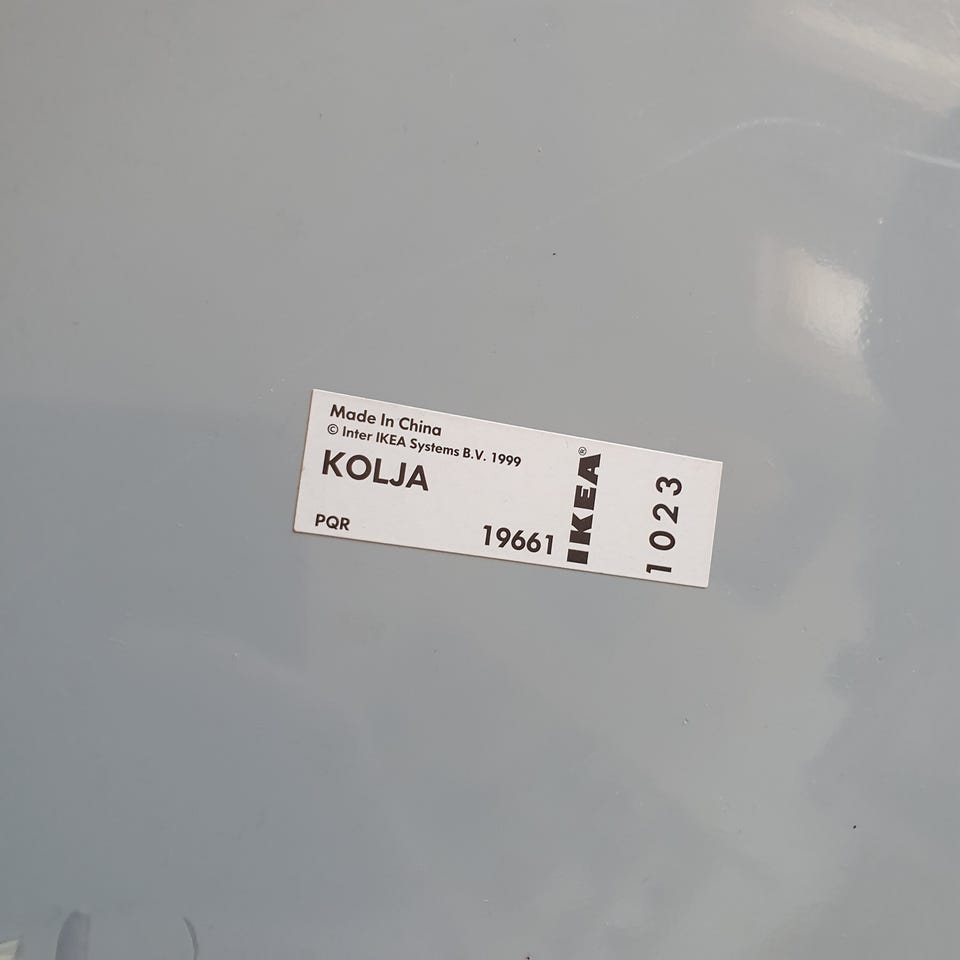 Made In China
© Inter IKEA Systems B.V. 1999
KOLJA
PQR
19661
IKEA®
1023